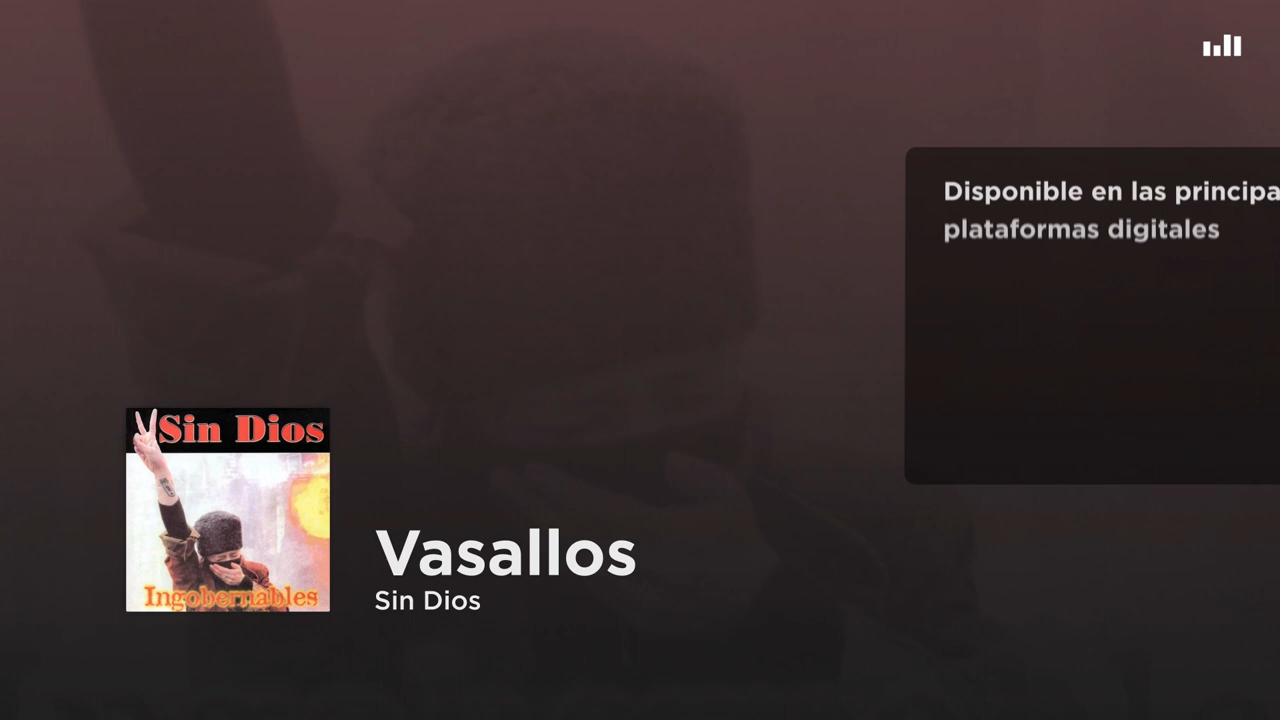 Disponible en las principa
plataformas digitales
Sin Dios
Ingobernables
Vasallos
Sin Dios